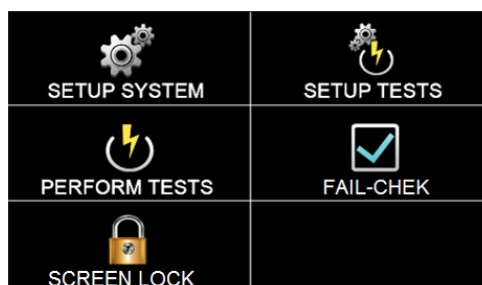 SETUP SYSTEM
SETUP TESTS
PERFORM TESTS
FAIL-CHEK
SCREEN LOCK